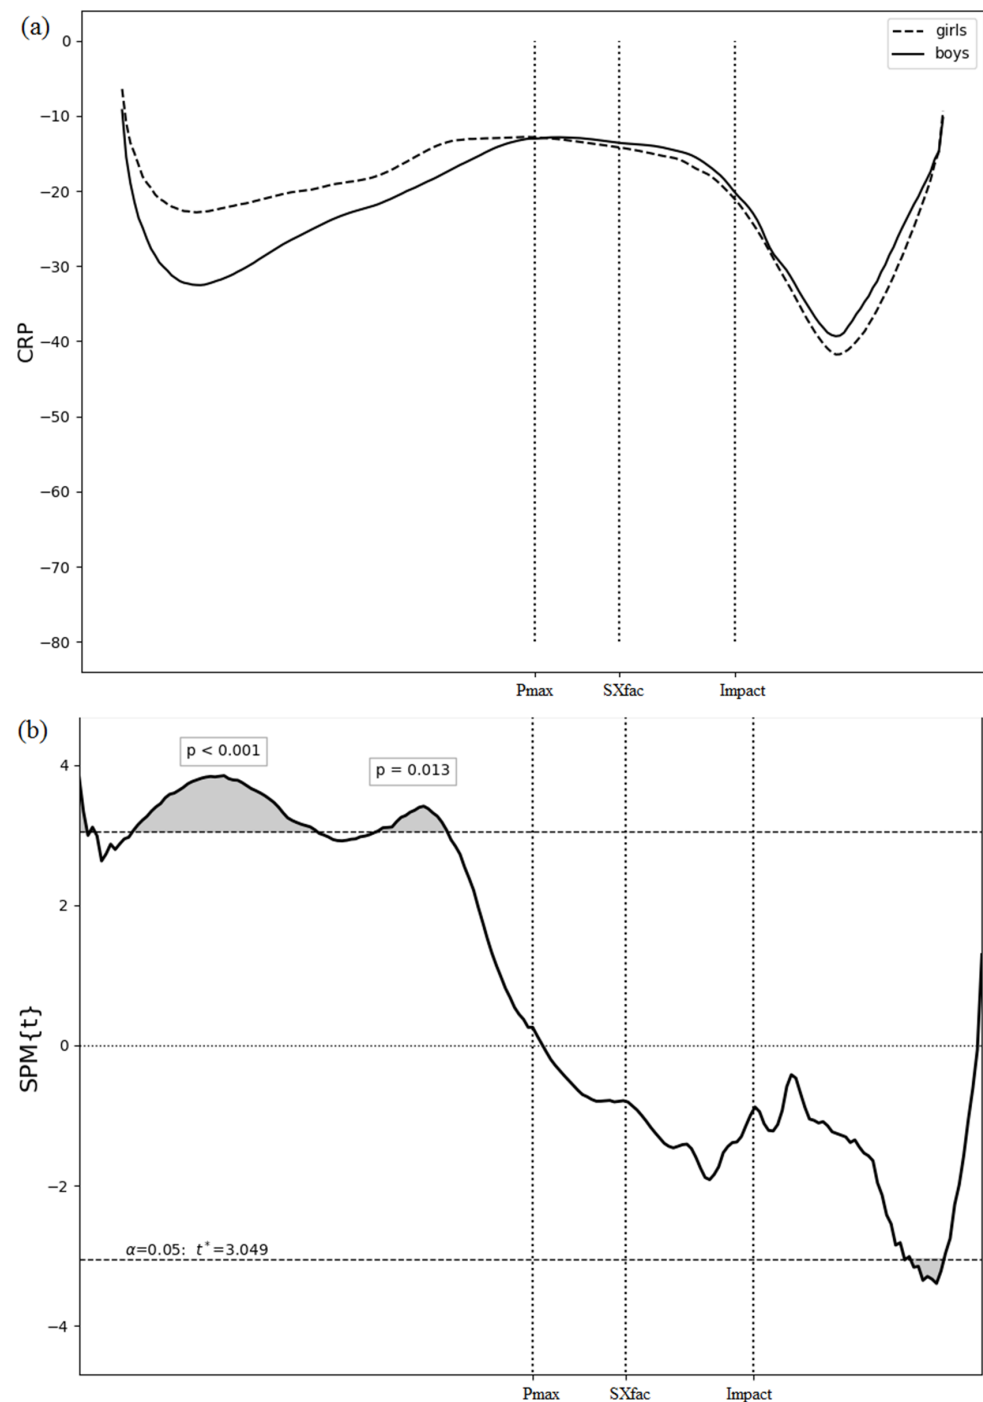 (a)
girls
boys
0
−10
−20
−30
−40
−50
−60
−70
−80
CRP
Pmax SXfac Impact
(b)
p < 0.001
p = 0.013
4
2
0
−2
−4
SPM{t}
α=0.05: t*=3.049
Pmax SXfac Impact